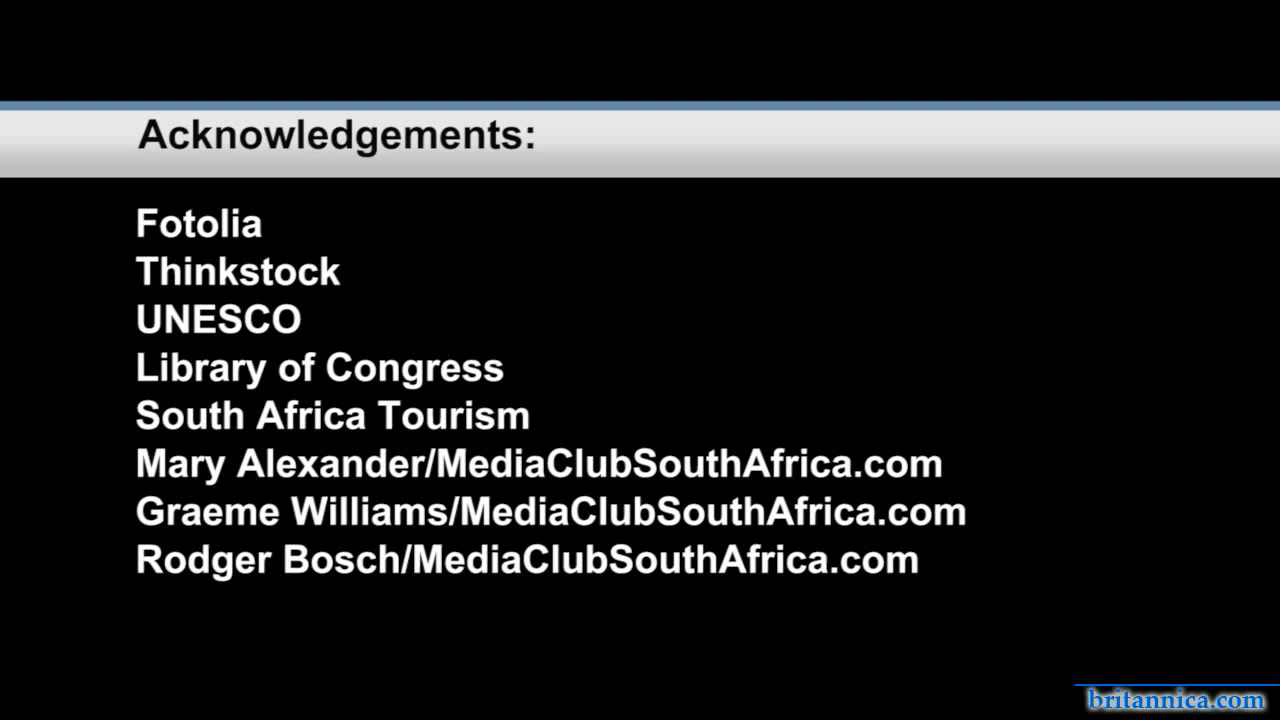 Acknowledgements:
Fotolia
Thinkstock
UNESCO
Library of Congress
South Africa Tourism
Mary Alexander/MediaClubSouthAfrica.com
Graeme Williams/MediaClubSouthAfrica.com
Rodger Bosch/MediaClubSouthAfrica.com
britannica.com